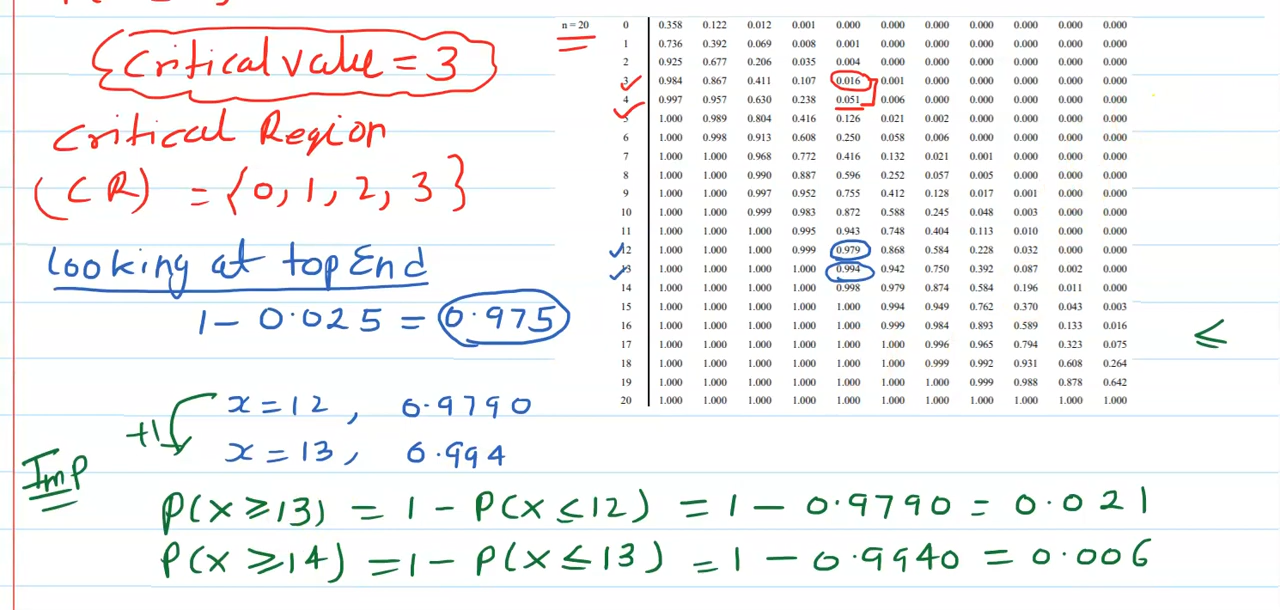 Critical value = 3
Critical Region
(CR) = {0, 1, 2, 3}
Looking at top End
1 - 0.025 = 0.975
n = 20 0 0.358 0.122 0.012 0.001 0.000 0.000 0.000 0.000 0.000 0.000 0.000
1 0.736 0.392 0.069 0.008 0.001 0.000 0.000 0.000 0.000 0.000 0.000
2 0.925 0.677 0.206 0.035 0.004 0.000 0.000 0.000 0.000 0.000 0.000
3 0.984 0.867 0.411 0.107 0.016 0.001 0.000 0.000 0.000 0.000 0.000
4 0.997 0.957 0.630 0.238 0.051 0.006 0.000 0.000 0.000 0.000 0.000
5 1.000 0.989 0.804 0.416 0.126 0.021 0.002 0.000 0.000 0.000 0.000
6 1.000 0.998 0.913 0.608 0.250 0.058 0.006 0.000 0.000 0.000 0.000
7 1.000 1.000 0.968 0.772 0.416 0.132 0.021 0.001 0.000 0.000 0.000
8 1.000 1.000 0.990 0.887 0.596 0.252 0.057 0.005 0.000 0.000 0.000
9 1.000 1.000 0.997 0.952 0.755 0.412 0.128 0.017 0.001 0.000 0.000
10 1.000 1.000 0.999 0.983 0.872 0.588 0.245 0.048 0.003 0.000 0.000
11 1.000 1.000 1.000 0.995 0.943 0.748 0.404 0.113 0.010 0.000 0.000
12 1.000 1.000 1.000 0.999 0.979 0.868 0.584 0.228 0.032 0.000 0.000
13 1.000 1.000 1.000 1.000 0.994 0.942 0.750 0.392 0.087 0.002 0.000
14 1.000 1.000 1.000 1.000 0.998 0.979 0.874 0.584 0.196 0.011 0.000
15 1.000 1.000 1.000 1.000 1.000 0.994 0.949 0.762 0.370 0.043 0.003
16 1.000 1.000 1.000 1.000 1.000 0.999 0.984 0.893 0.589 0.133 0.016
17 1.000 1.000 1.000 1.000 1.000 1.000 0.996 0.965 0.794 0.323 0.075
18 1.000 1.000 1.000 1.000 1.000 1.000 0.999 0.992 0.931 0.608 0.264
19 1.000 1.000 1.000 1.000 1.000 1.000 1.000 0.999 0.988 0.878 0.642
20 1.000 1.000 1.000 1.000 1.000 1.000 1.000 1.000 1.000 1.000 1.000
≤
x = 12, 0.9790
+1
x = 13, 0.994
Imp
P(X ≥ 13) = 1 - P(X ≤ 12) = 1 - 0.9790 = 0.021
P(X ≥ 14) = 1 - P(X ≤ 13) = 1 - 0.9940 = 0.006